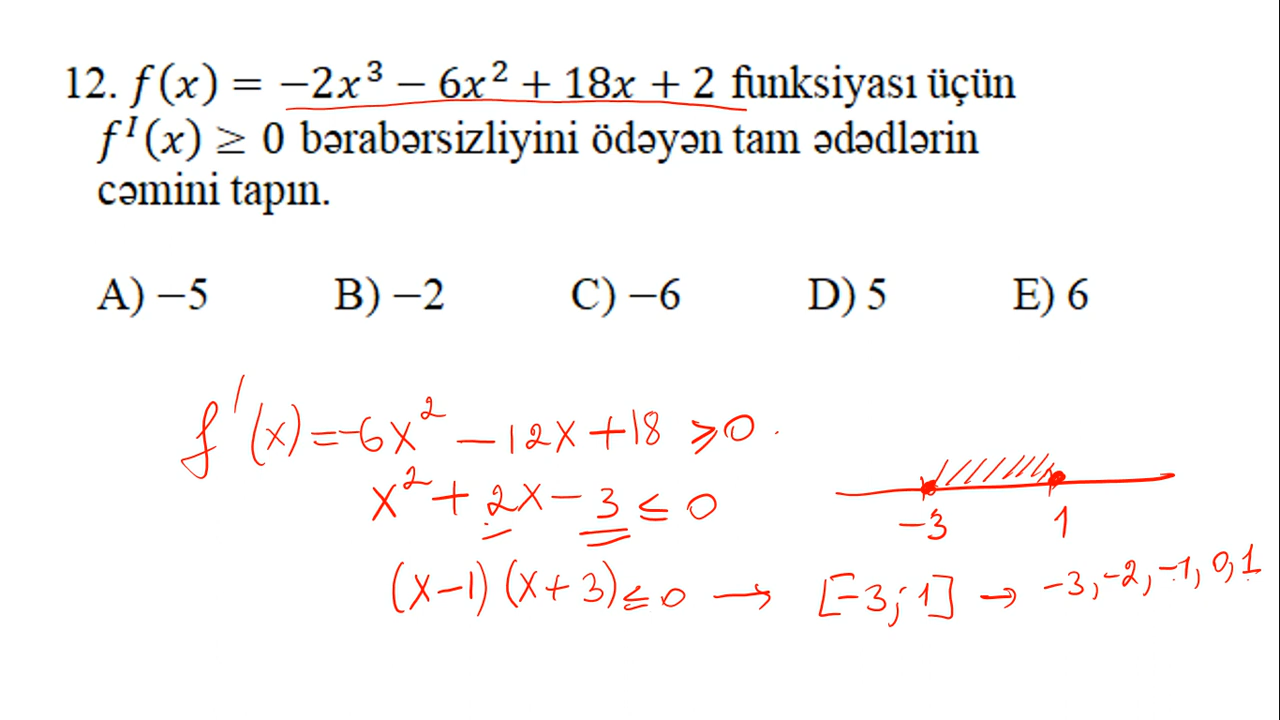 12. f(x) = −2x³ − 6x² + 18x + 2 funksiyası üçün
fᴵ(x) ≥ 0 bərabərsizliyini ödəyən tam ədədlərin
cəmini tapın.
A) −5 B) −2 C) −6 D) 5 E) 6
f′(x) = −6x² − 12x + 18 ⩾ 0.
x² + 2x − 3 ≤ 0
−3 1
(x−1)(x+3) ≤ 0 → [−3; 1] → −3, −2, −1, 0, 1